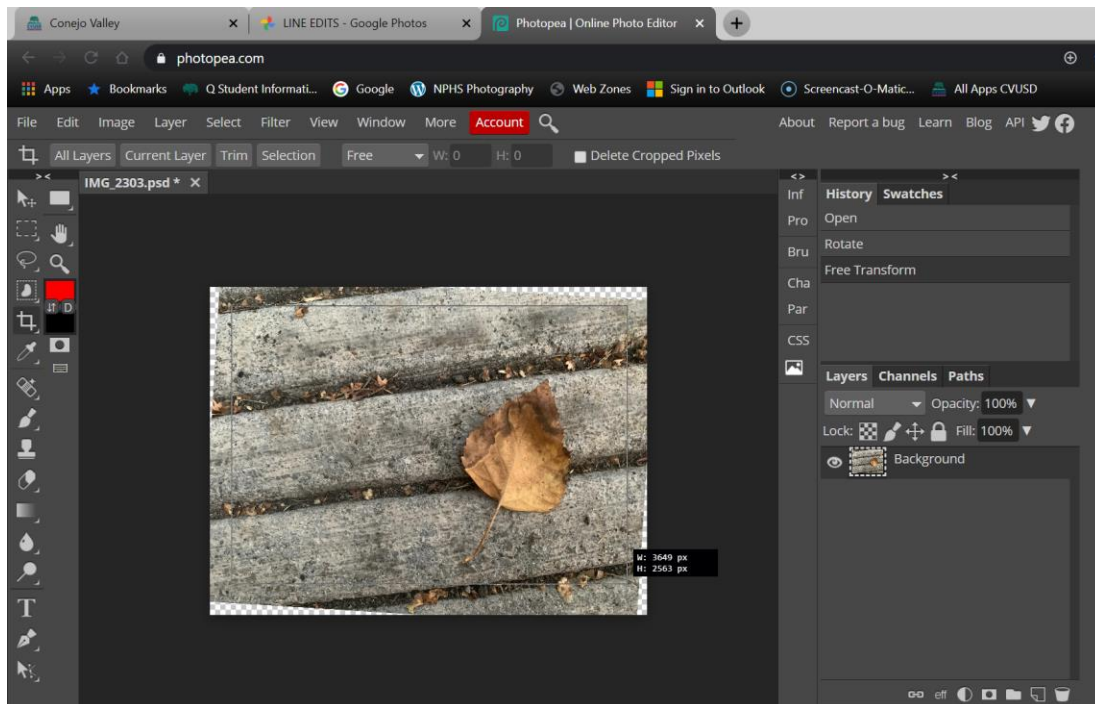 Conejo Valley × LINE EDITS - Google Photos × Photopea | Online Photo Editor × +
photopea.com
Apps Bookmarks Q Student Informati... Google NPHS Photography Web Zones Sign in to Outlook Screencast-O-Matic... All Apps CVUSD
File Edit Image Layer Select Filter View Window More Account About Report a bug Learn Blog API
All Layers Current Layer Trim Selection Free W: 0 H: 0 Delete Cropped Pixels
> < < > > <
IMG_2303.psd * × Inf History Swatches
Pro Open
Bru Rotate
Cha Free Transform
D Par
CSS
Layers Channels Paths
Normal Opacity: 100% ▼
Lock: Fill: 100% ▼
Background
W: 3649 px
H: 2563 px
T
eff